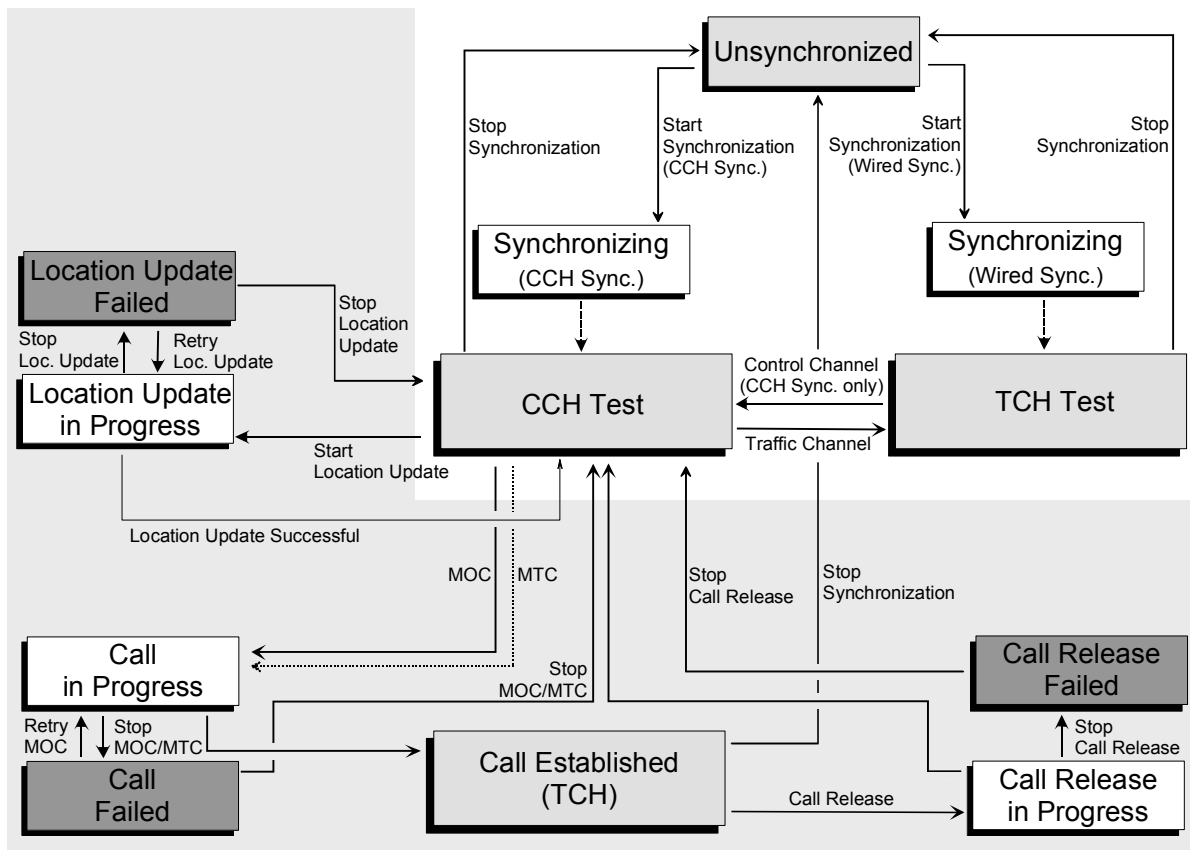 Unsynchronized
Stop
Synchronization
Start
Synchronization
(CCH Sync.)
Start
Synchronization
(Wired Sync.)
Stop
Synchronization
Synchronizing
(CCH Sync.)
Synchronizing
(Wired Sync.)
Location Update
Failed
Stop
Location
Update
Stop
Loc. Update
Retry
Loc. Update
Location Update
in Progress
CCH Test
Control Channel
(CCH Sync. only)
TCH Test
Traffic Channel
Start
Location Update
Location Update Successful
MOC
MTC
Stop
Call Release
Stop
Synchronization
Call
in Progress
Stop
MOC/MTC
Call Release
Failed
Retry
MOC
Stop
MOC/MTC
Stop
Call Release
Call Established
(TCH)
Call
Failed
Call Release
Call Release
in Progress